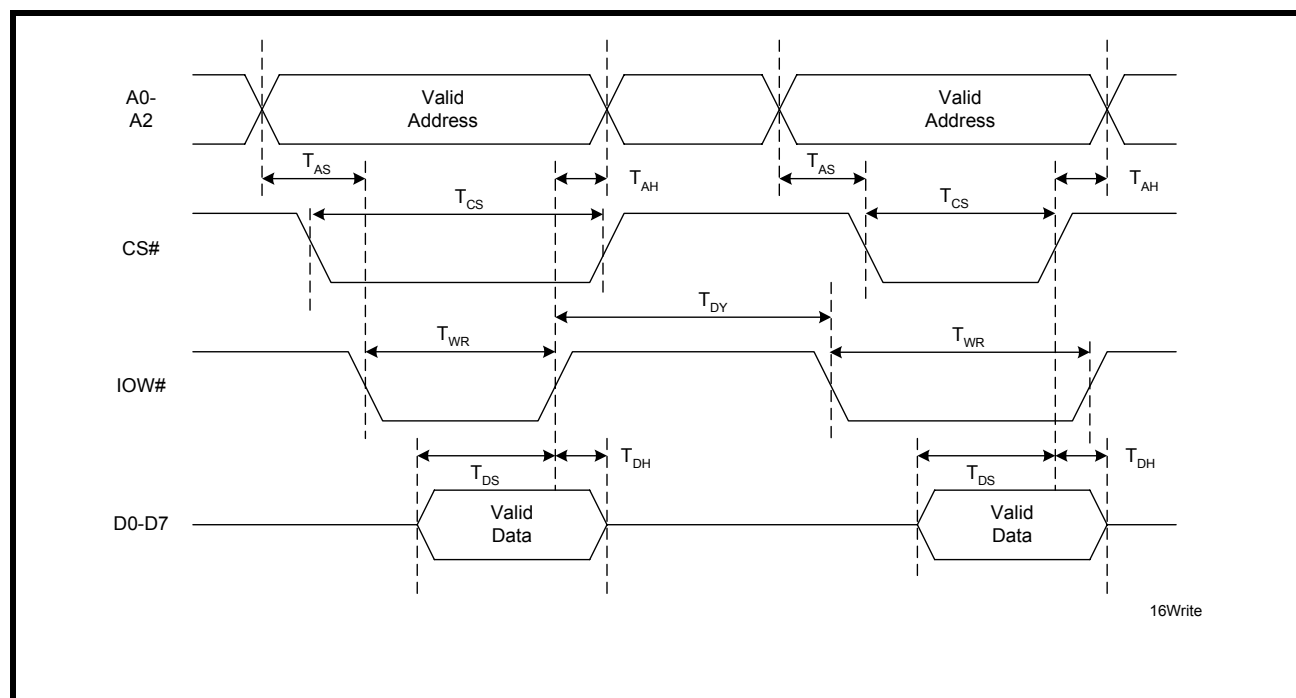 A0-
A2
Valid
Address
Valid
Address
TAS
TAH
TAS
TAH
TCS
TCS
CS#
TDY
TWR
TWR
IOW#
TDH
TDH
TDS
TDS
D0-D7
Valid
Data
Valid
Data
16Write